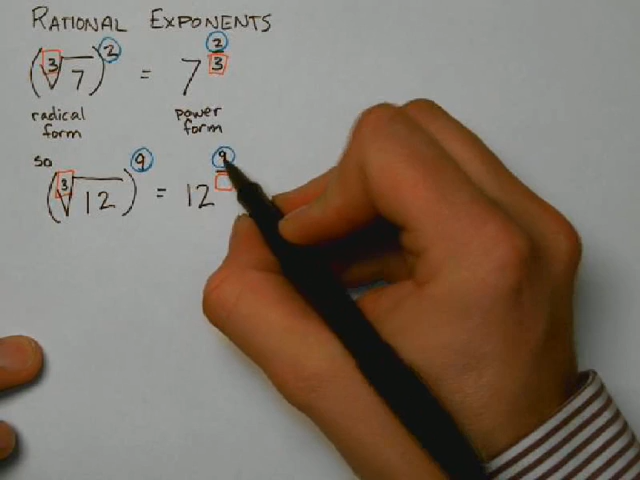 RATIONAL EXPONENTS
(∛7)² = 7^(2/3)
radical form power form
so
(∛12)⁹ = 12^(9/□)